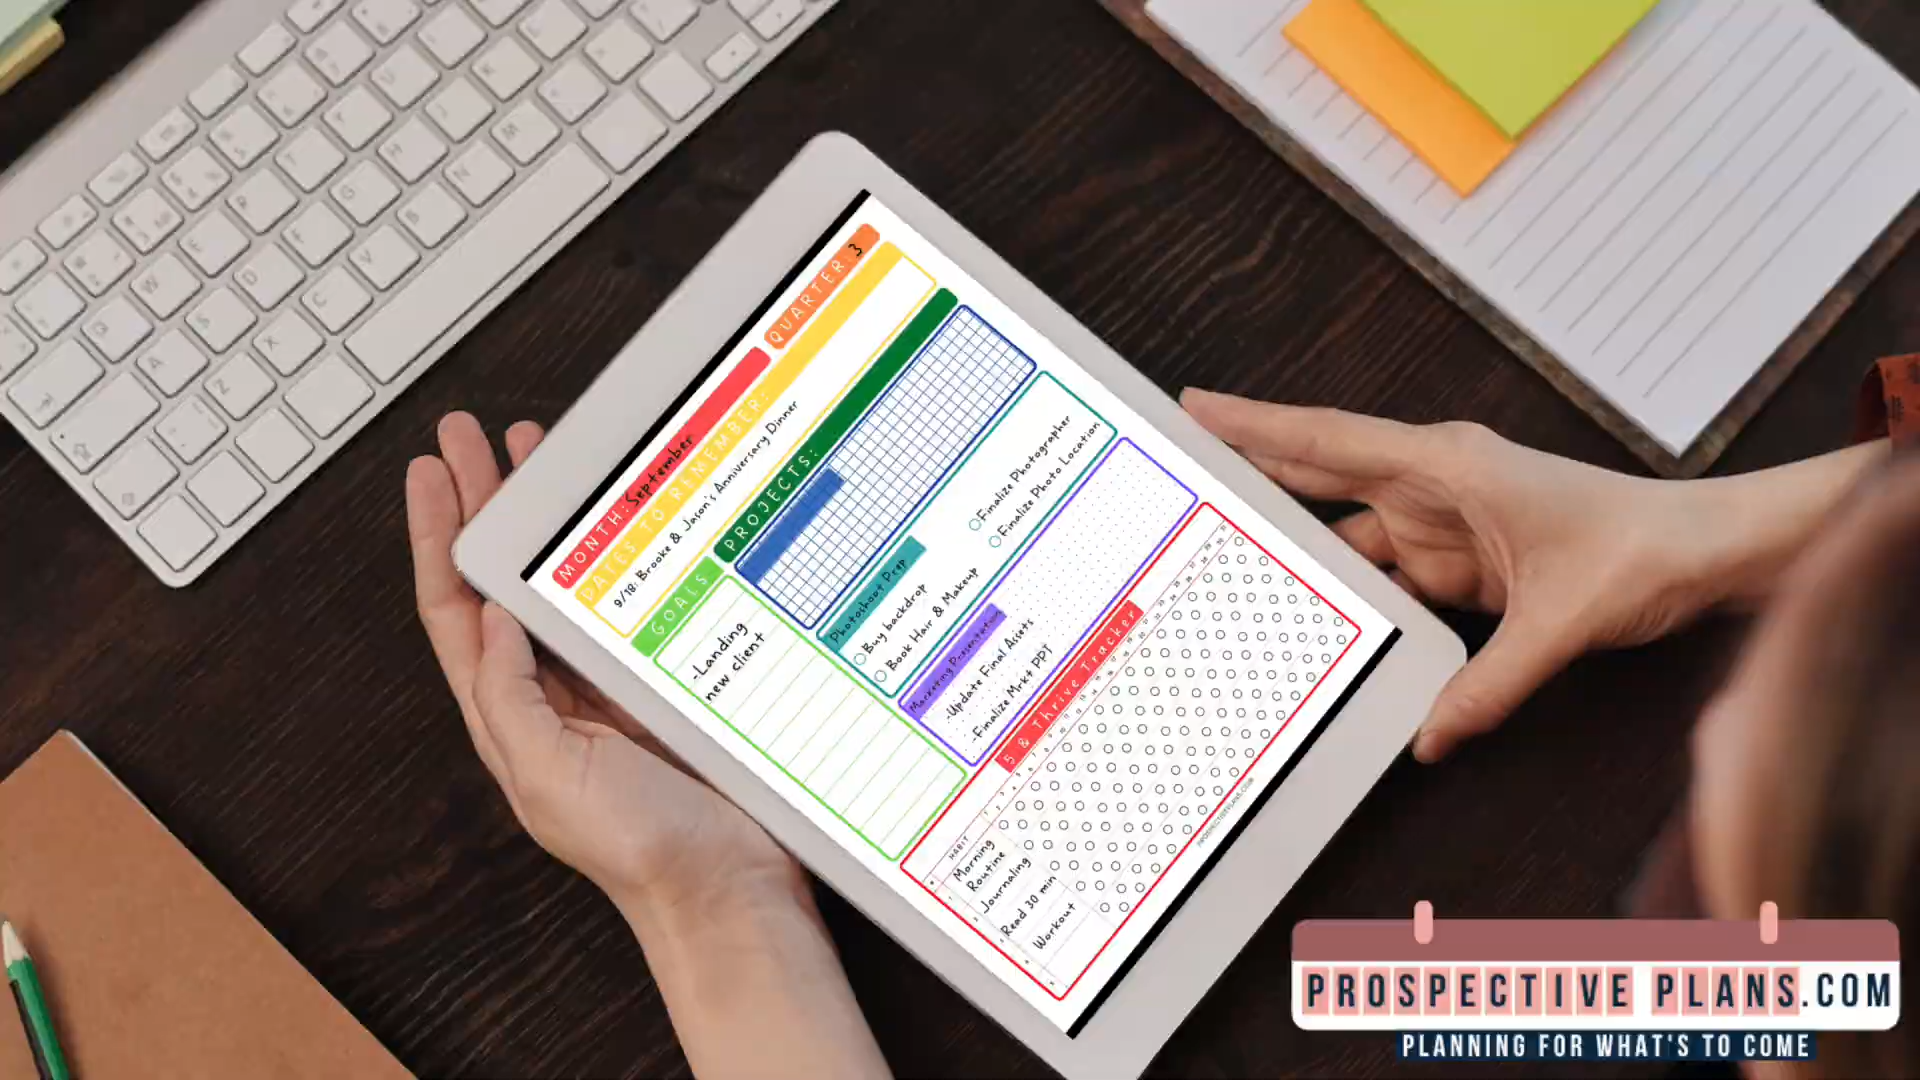 MONTH: September
QUARTER: 3
DATES TO REMEMBER:
9/18: Brooke & Jason's Anniversary Dinner
GOALS
-Landing
new client
PROJECTS:
Photoshoot Prep
Buy backdrop
Book Hair & Makeup
Finalize Photographer
Finalize Photo Location
Marketing Presentation
-Update Final Assets
-Finalize Mrkt PPT
5 & Thrive Tracker
HABIT
Morning
Routine
Journaling
Read 30 min
Workout
PROSPECTIVEPLANS.COM
PROSPECTIVE PLANS.COM
PLANNING FOR WHAT'S TO COME